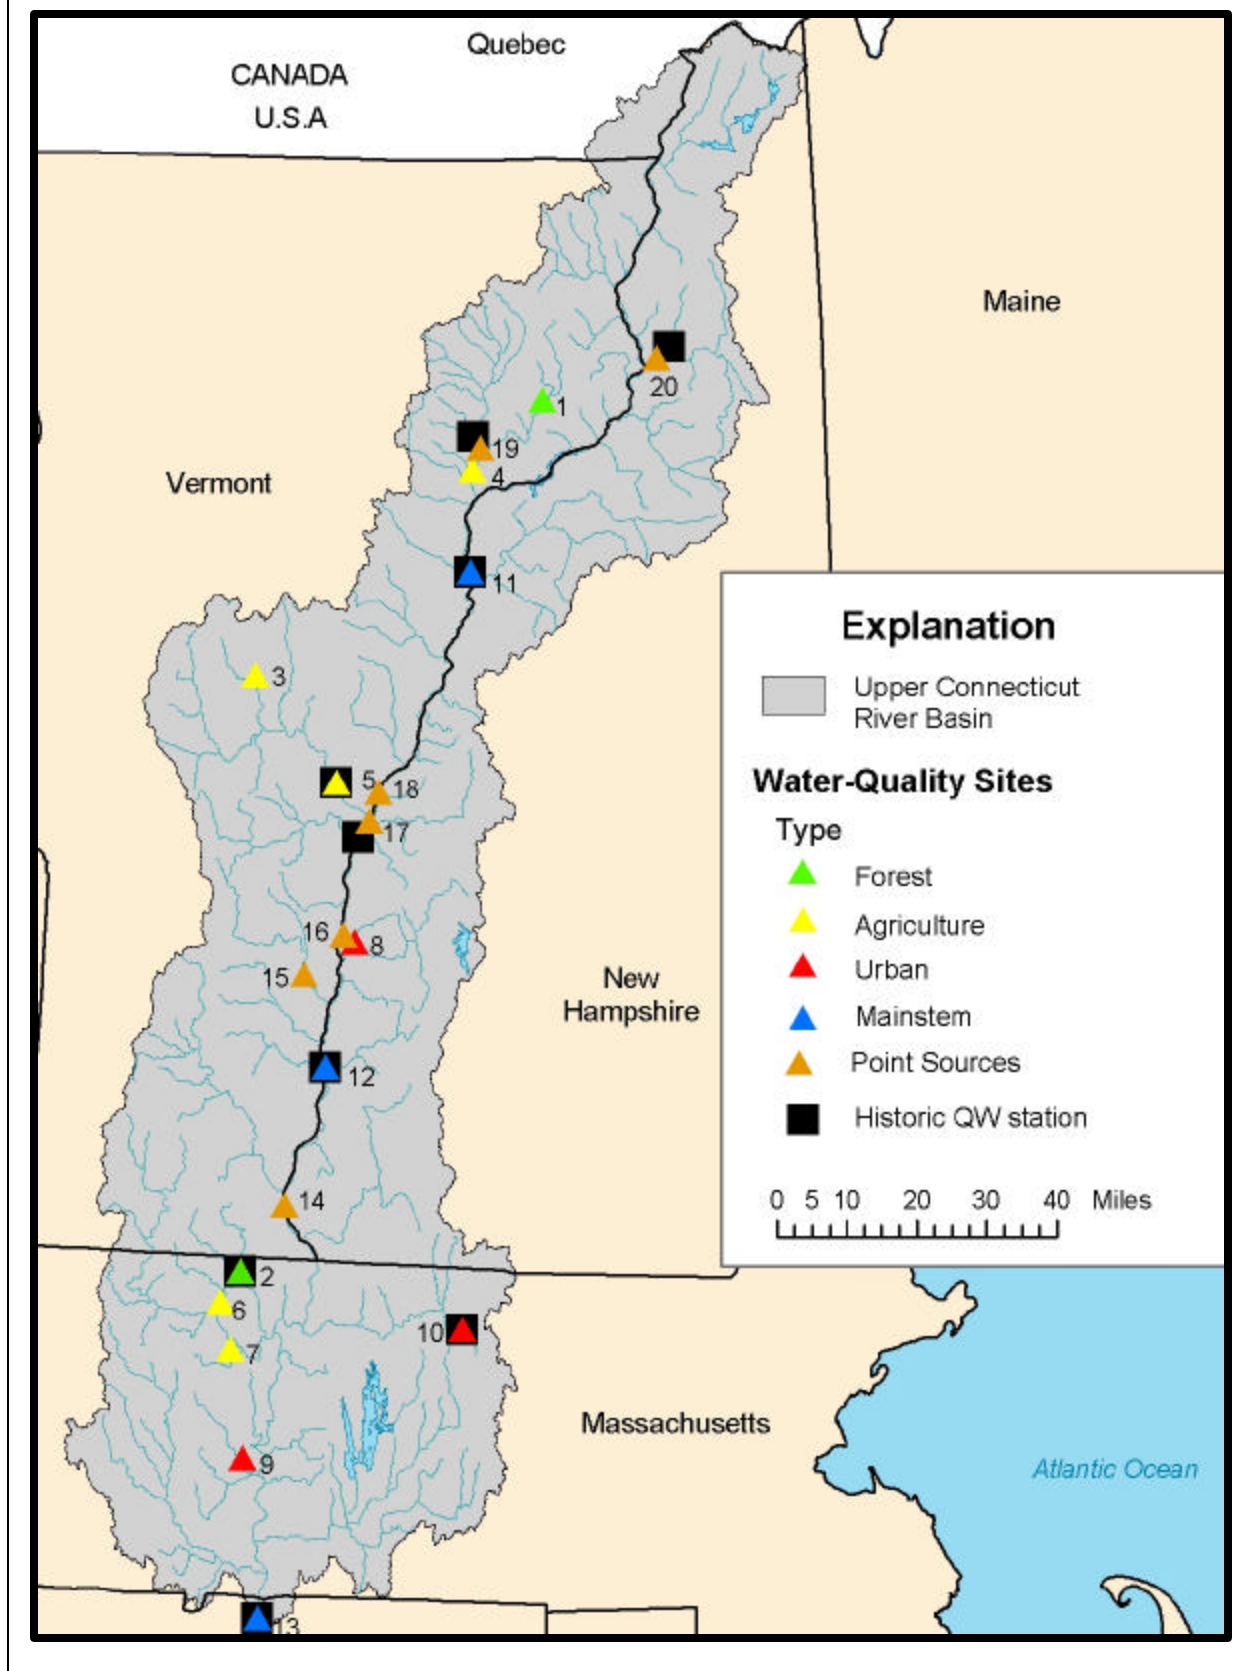 Quebec
CANADA
U.S.A
Maine
20
1
19
4
Vermont
11
3
5
18
17
16
8
15
New
Hampshire
12
14
2
6
10
7
Massachusetts
9
13
Atlantic Ocean
Explanation
Upper Connecticut
River Basin
Water-Quality Sites
Type
Forest
Agriculture
Urban
Mainstem
Point Sources
Historic QW station
0 5 10 20 30 40 Miles